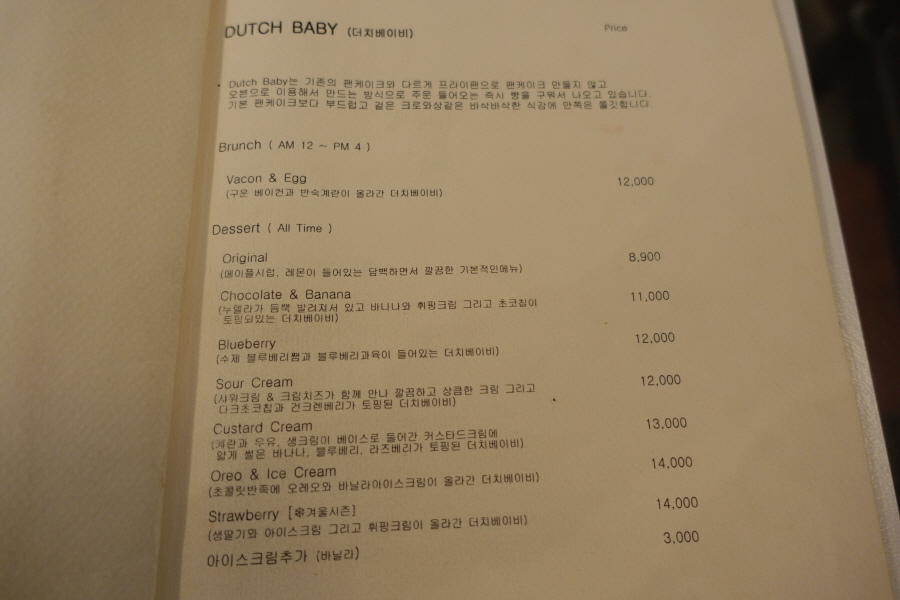 DUTCH BABY (더치베이비)
Price
Dutch Baby는 기존의 팬케이크와 다르게 프라이팬으로 팬케이크 만들지 않고
오븐으로 이용해서 만드는 방식으로 주문 들어오는 즉시 빵을 구워서 나오고 있습니다.
기본 팬케이크보다 부드럽고 겉은 크로와상같은 바삭바삭한 식감에 안쪽은 쫄깃합니다.
Brunch ( AM 12 ~ PM 4 )
Vacon & Egg 12,000
(구운 베이컨과 반숙계란이 올라간 더치베이비)
Dessert ( All Time )
Original 8,900
(메이플시럽, 레몬이 들어있는 담백하면서 깔끔한 기본적인메뉴)
Chocolate & Banana 11,000
(누텔라가 듬뿍 발려져서 있고 바나나와 휘핑크림 그리고 초코칩이
토핑되있는 더치베이비)
Blueberry 12,000
(수제 블루베리쨈과 블루베리과육이 들어있는 더치베이비)
Sour Cream 12,000
(샤워크림 & 크림치즈가 함께 만나 깔끔하고 상큼한 크림 그리고
다크초코칩과 건크렌베리가 토핑된 더치베이비)
Custard Cream 13,000
(계란과 우유, 생크림이 베이스로 들어간 커스타드크림에
얇게 썰은 바나나, 블루베리, 라즈베리가 토핑된 더치베이비)
Oreo & Ice Cream 14,000
(초콜릿반죽에 오레오와 바닐라아이스크림이 올라간 더치베이비)
Strawberry [❄겨울시즌] 14,000
(생딸기와 아이스크림 그리고 휘핑크림이 올라간 더치베이비)
아이스크림추가 (바닐라) 3,000